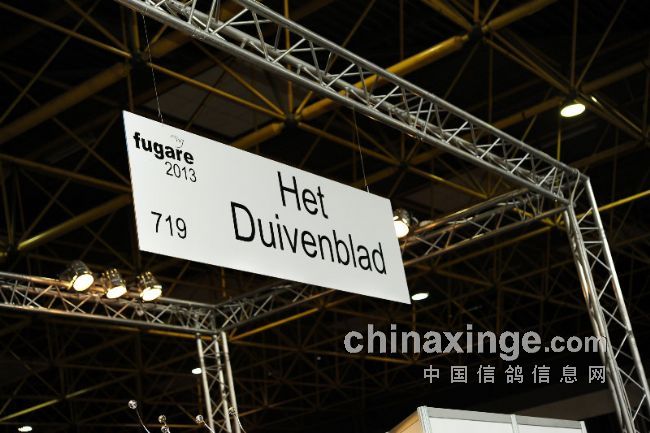 fugare
2013
719
Het
Duivenblad
chinaxinge.com
中国信鸽信息网